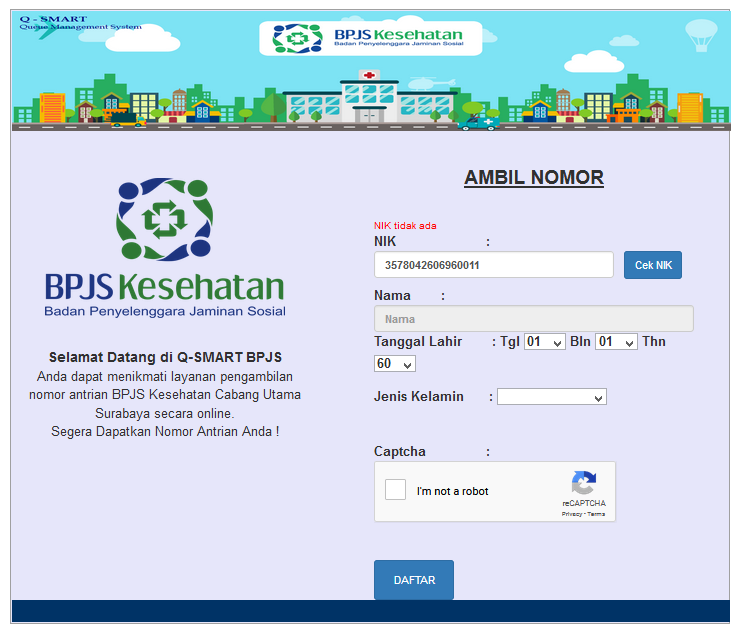 Q - SMART
Queue Management System
BPJS Kesehatan
Badan Penyelenggara Jaminan Sosial
AMBIL NOMOR
NIK tidak ada
NIK :
3578042606960011
Cek NIK
Nama :
Nama
Tanggal Lahir : Tgl 01 Bln 01 Thn
60
Jenis Kelamin :
Captcha :
I'm not a robot
reCAPTCHA
Privacy - Terms
DAFTAR
BPJS Kesehatan
Badan Penyelenggara Jaminan Sosial
Selamat Datang di Q-SMART BPJS
Anda dapat menikmati layanan pengambilan
nomor antrian BPJS Kesehatan Cabang Utama
Surabaya secara online.
Segera Dapatkan Nomor Antrian Anda !